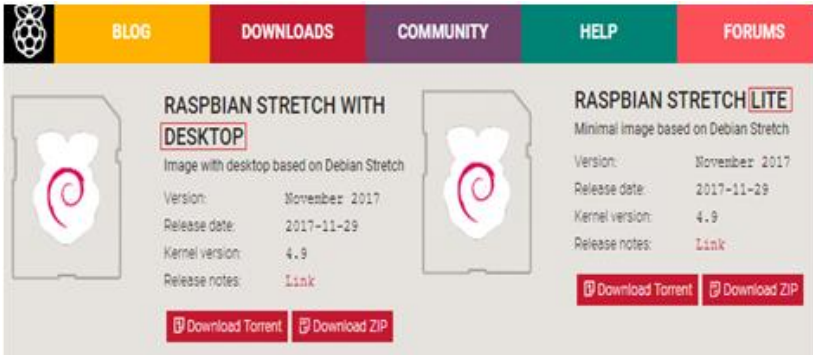 BLOG
DOWNLOADS
COMMUNITY
HELP
FORUMS
RASPBIAN STRETCH WITH
DESKTOP
Image with desktop based on Debian Stretch
Version: November 2017
Release date: 2017-11-29
Kernel version: 4.9
Release notes: Link
Download Torrent
Download ZIP
RASPBIAN STRETCH LITE
Minimal image based on Debian Stretch
Version: November 2017
Release date: 2017-11-29
Kernel version: 4.9
Release notes: Link
Download Torrent
Download ZIP